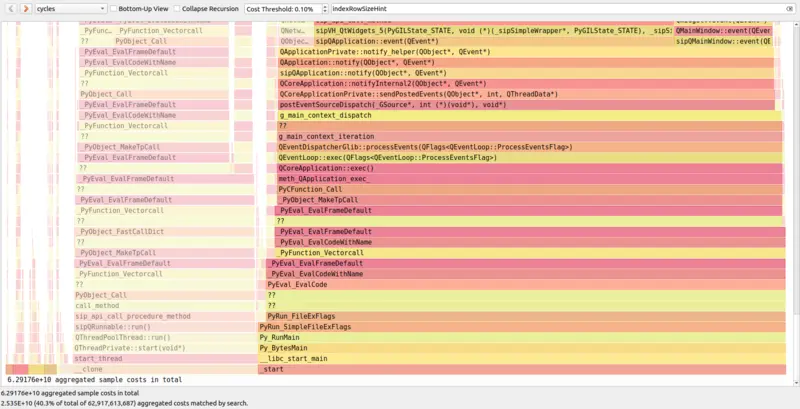 cycles Bottom-Up View Collapse Recursion Cost Threshold: 0.10% indexRowSizeHint
_PyFunc... _PyFunction_Vectorcall QNetw... sipVH_QtWidgets_5(PyGILState_STATE, void (*)(_sipSimpleWrapper*, PyGILState_STATE), _sipS QMainWindow::event(QEven
?? PyObject_Call QObjec... sipQApplication::event(QEvent*) sipQMainWindow::event(QE
_PyEval_EvalFrameDefault QApplicationPrivate::notify_helper(QObject*, QEvent*)
_PyEval_EvalCodeWithName QApplication::notify(QObject*, QEvent*)
_PyFunction_Vectorcall sipQApplication::notify(QObject*, QEvent*)
?? QCoreApplication::notifyInternal2(QObject*, QEvent*)
PyObject_Call QCoreApplicationPrivate::sendPostedEvents(QObject*, int, QThreadData*)
_PyEval_EvalFrameDefault postEventSourceDispatch(_GSource*, int (*)(void*), void*)
_PyEval_EvalCodeWithName g_main_context_dispatch
_PyFunction_Vectorcall ??
?? g_main_context_iteration
_PyObject_MakeTpCall QEventDispatcherGlib::processEvents(QFlags<QEventLoop::ProcessEventsFlag>)
_PyEval_EvalFrameDefault QEventLoop::exec(QFlags<QEventLoop::ProcessEventsFlag>)
?? QCoreApplication::exec()
_PyEval_EvalFrameDefault meth_QApplication_exec_
?? PyCFunction_Call
?? _PyObject_MakeTpCall
_PyFunction_Vectorcall _PyEval_EvalFrameDefault
?? ??
_PyObject_FastCallDict _PyEval_EvalFrameDefault
?? _PyEval_EvalCodeWithName
_PyObject_MakeTpCall _PyFunction_Vectorcall
_PyEval_EvalFrameDefault _PyEval_EvalFrameDefault
_PyFunction_Vectorcall _PyEval_EvalCodeWithName
?? PyEval_EvalCode
PyObject_Call ??
call_method ??
sip_api_call_procedure_method PyRun_FileExFlags
sipQRunnable::run() PyRun_SimpleFileExFlags
QThreadPoolThread::run() Py_RunMain
QThreadPrivate::start(void*) Py_BytesMain
start_thread __libc_start_main
__clone _start
6.29176e+10 aggregated sample costs in total
6.29176e+10 aggregated sample costs in total
2.535E+10 (40.3% of total of 62,917,613,687) aggregated costs matched by search.